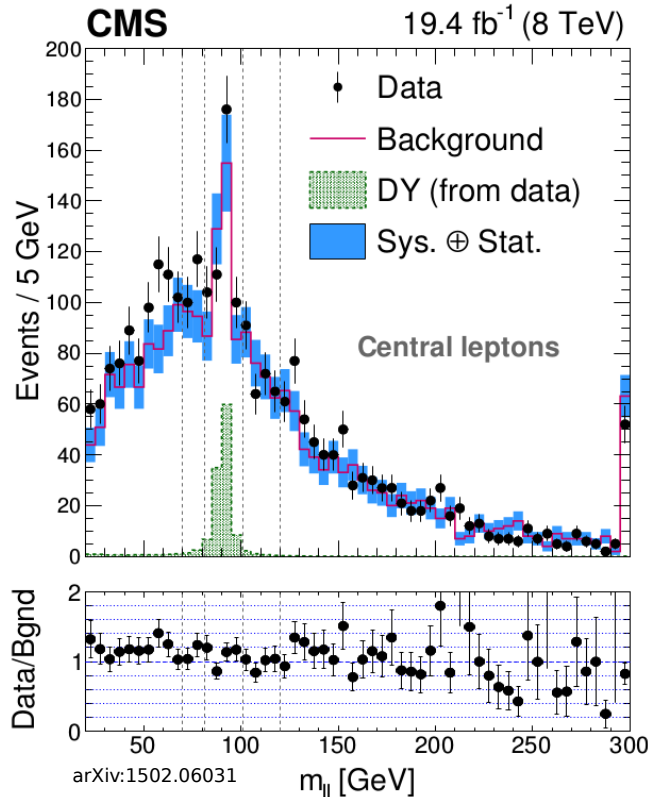 CMS 19.4 fb⁻¹ (8 TeV)
Events / 5 GeV
200
180
160
140
120
100
80
60
40
20
0
Data
Background
DY (from data)
Sys. ⊕ Stat.
Central leptons
Data/Bgnd
2
1
0
50 100 150 200 250 300
arXiv:1502.06031
m_ll [GeV]